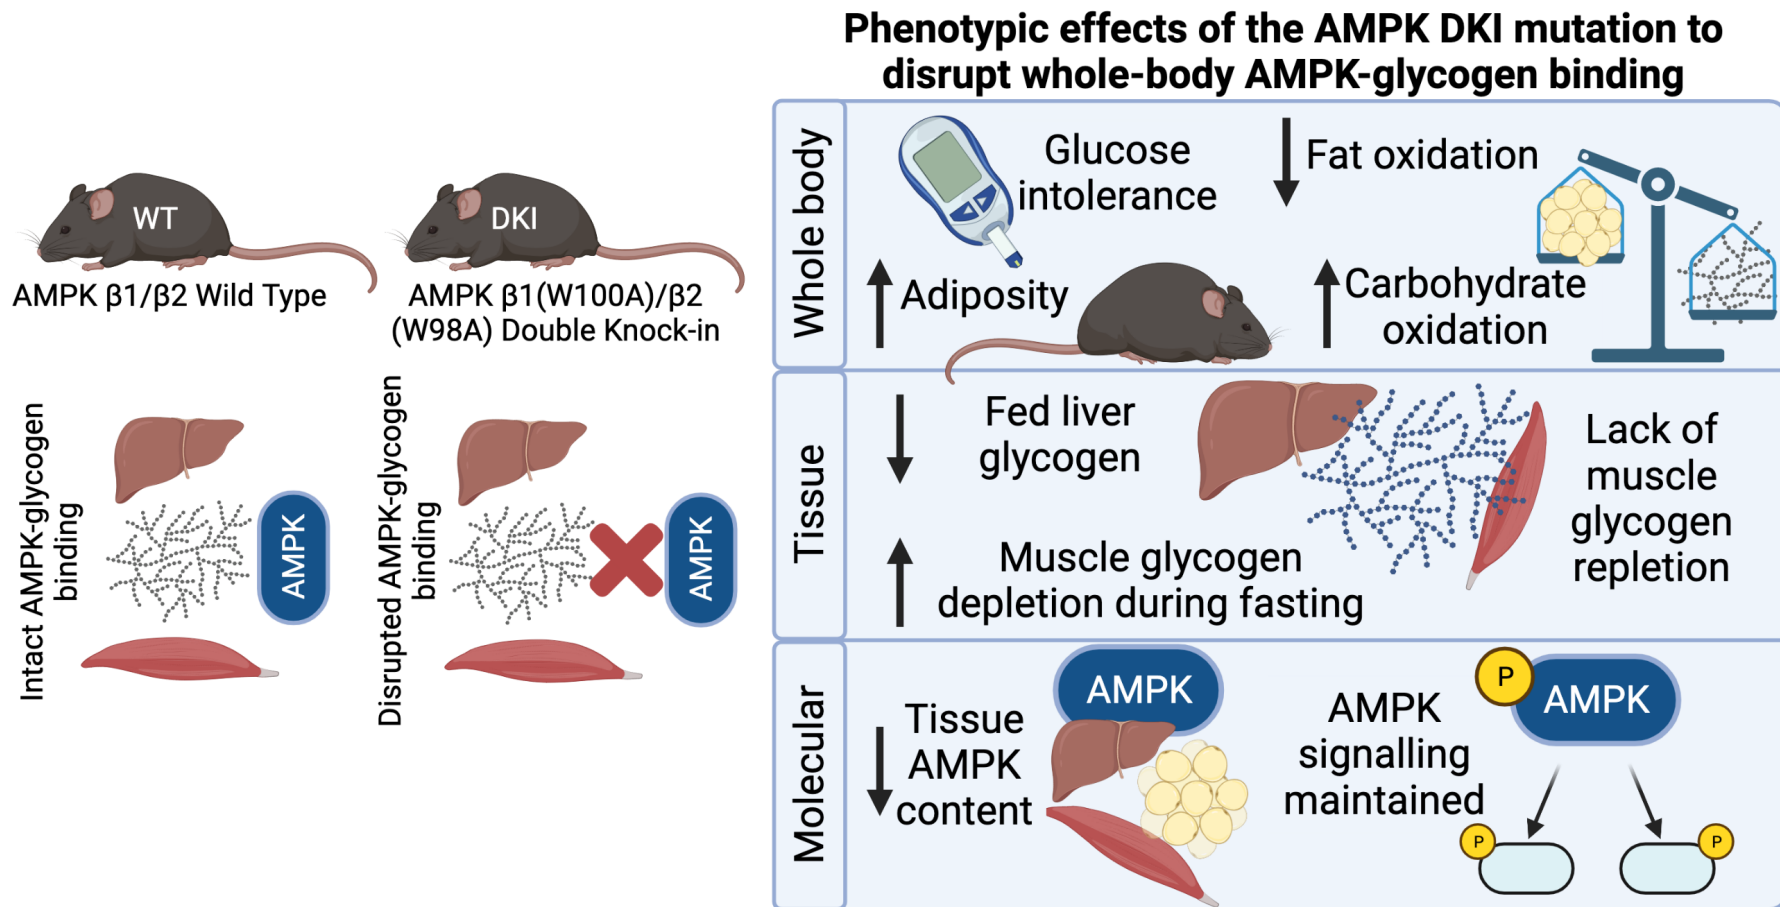 Phenotypic effects of the AMPK DKI mutation to
disrupt whole-body AMPK-glycogen binding
WT
AMPK β1/β2 Wild Type
DKI
AMPK β1(W100A)/β2
(W98A) Double Knock-in
Intact AMPK-glycogen
binding
AMPK
Disrupted AMPK-glycogen
binding
AMPK
Whole body
Glucose
intolerance
Fat oxidation
Adiposity
Carbohydrate
oxidation
Tissue
Fed liver
glycogen
Muscle glycogen
depletion during fasting
Lack of
muscle
glycogen
repletion
Molecular
Tissue
AMPK
content
AMPK
AMPK
signalling
maintained
P
AMPK
P
P